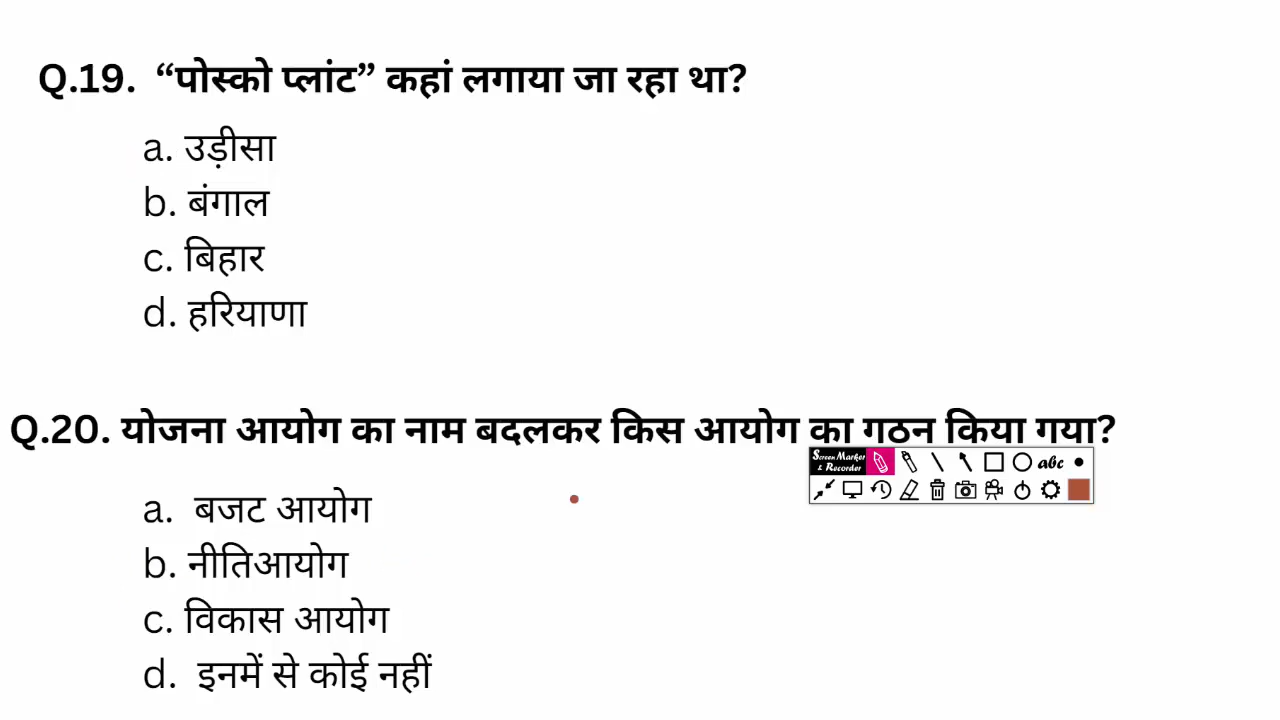 Q.19. “पोस्को प्लांट” कहां लगाया जा रहा था?
a. उड़ीसा
b. बंगाल
c. बिहार
d. हरियाणा
Q.20. योजना आयोग का नाम बदलकर किस आयोग का गठन किया गया?
Screen Marker
& Recorder
abc
a. बजट आयोग
b. नीतिआयोग
c. विकास आयोग
d. इनमें से कोई नहीं